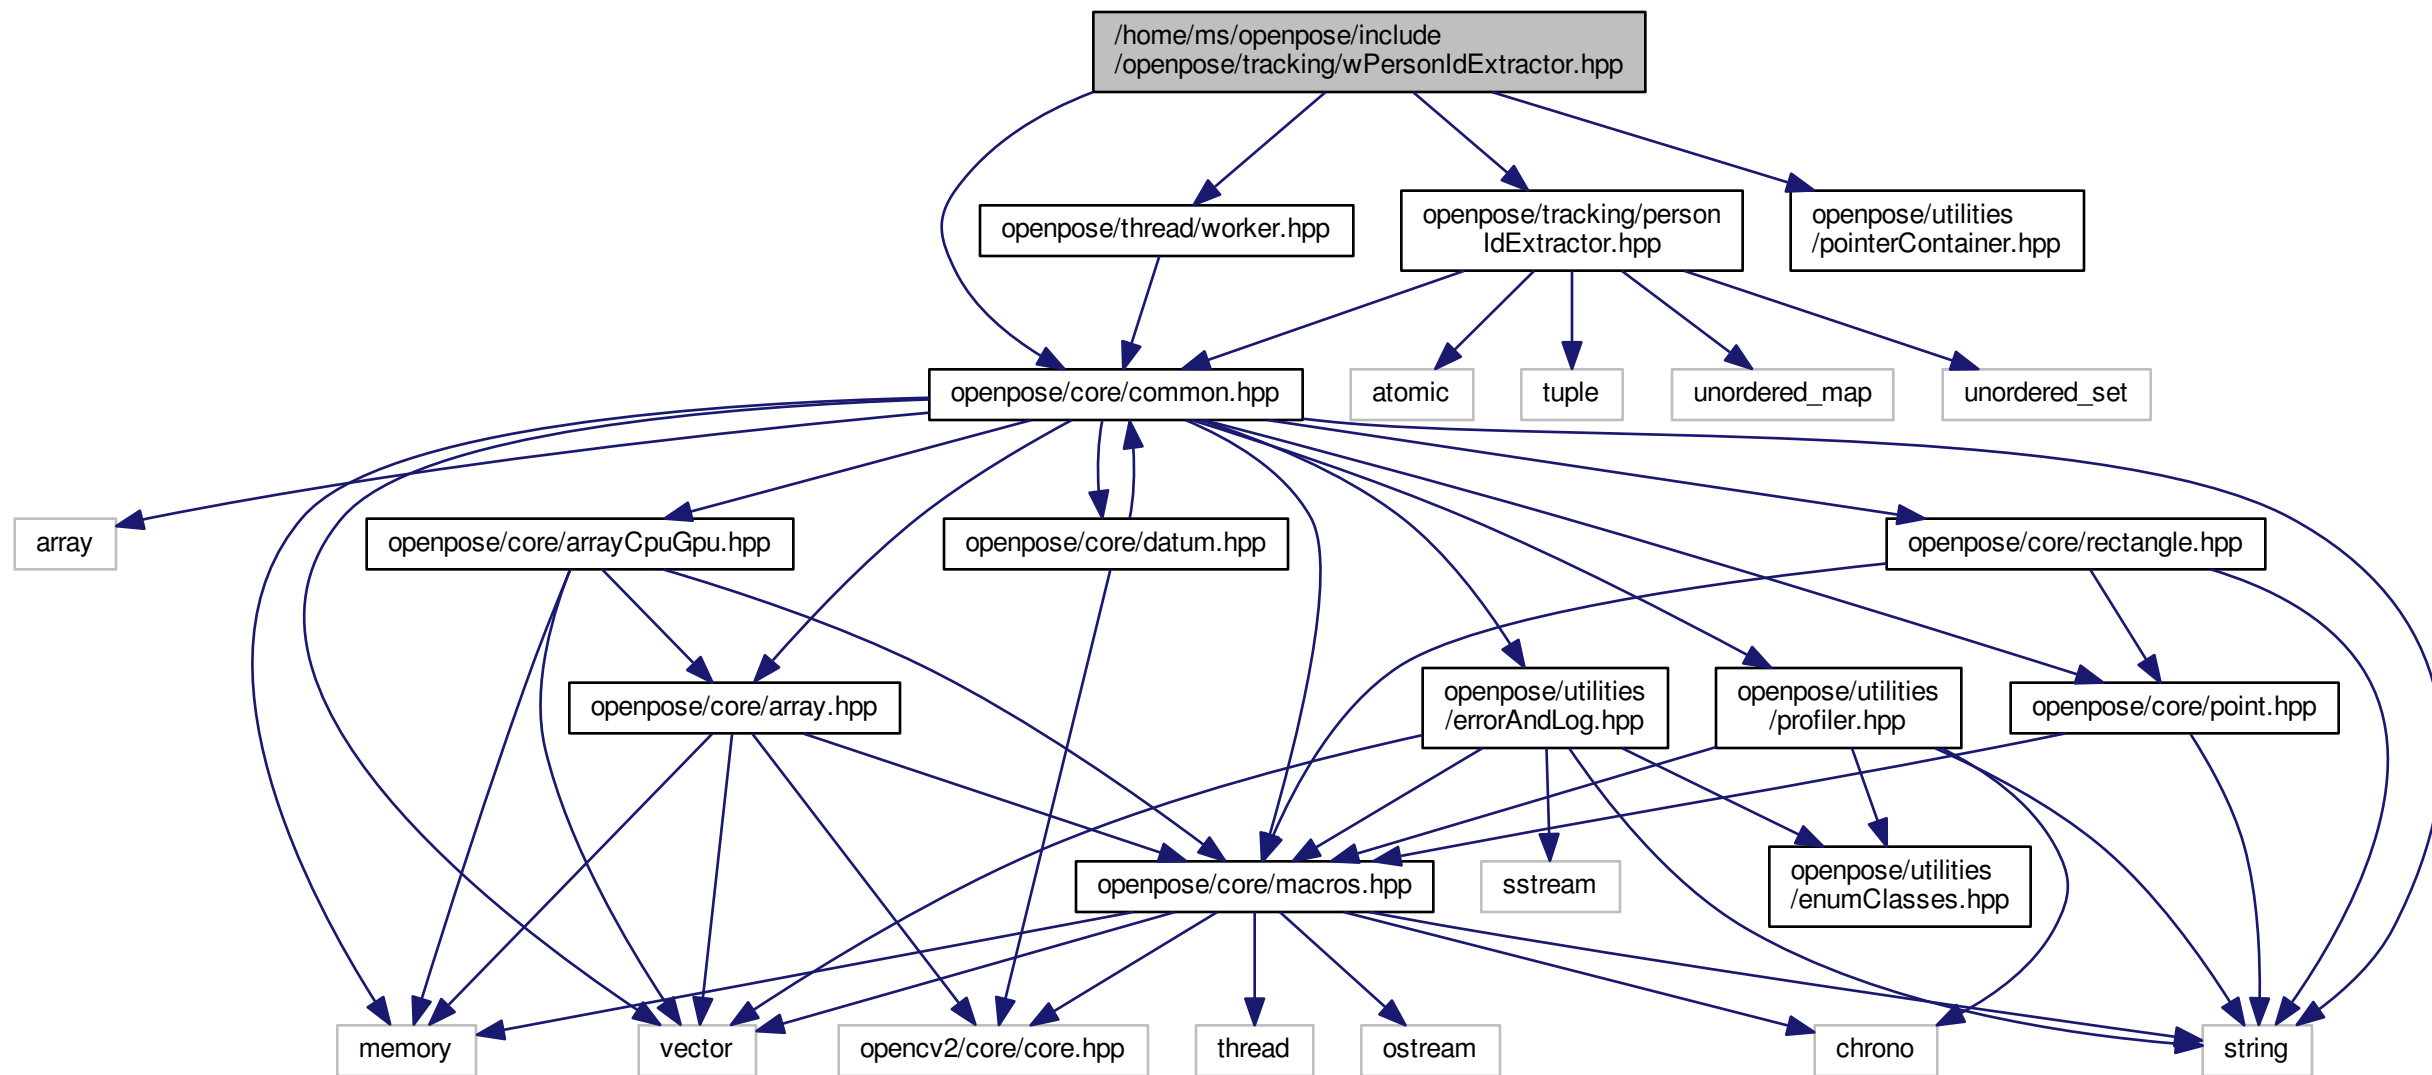 /home/ms/openpose/include
/openpose/tracking/wPersonIdExtractor.hpp
openpose/thread/worker.hpp
openpose/tracking/person
IdExtractor.hpp
openpose/utilities
/pointerContainer.hpp
openpose/core/common.hpp
atomic
tuple
unordered_map
unordered_set
array
openpose/core/arrayCpuGpu.hpp
openpose/core/datum.hpp
openpose/core/rectangle.hpp
openpose/core/array.hpp
openpose/utilities
/errorAndLog.hpp
openpose/utilities
/profiler.hpp
openpose/core/point.hpp
openpose/core/macros.hpp
sstream
openpose/utilities
/enumClasses.hpp
memory
vector
opencv2/core/core.hpp
thread
ostream
chrono
string